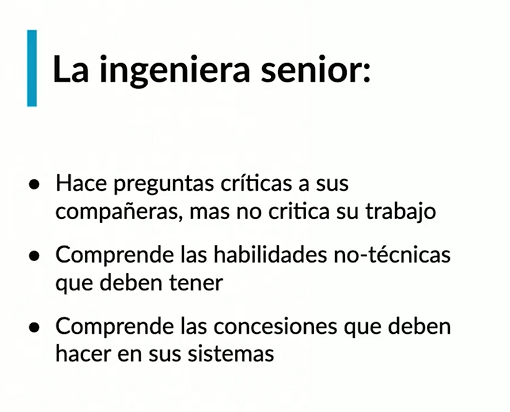 La ingeniera senior:
● Hace preguntas críticas a sus
compañeras, mas no critica su trabajo
● Comprende las habilidades no-técnicas
que deben tener
● Comprende las concesiones que deben
hacer en sus sistemas